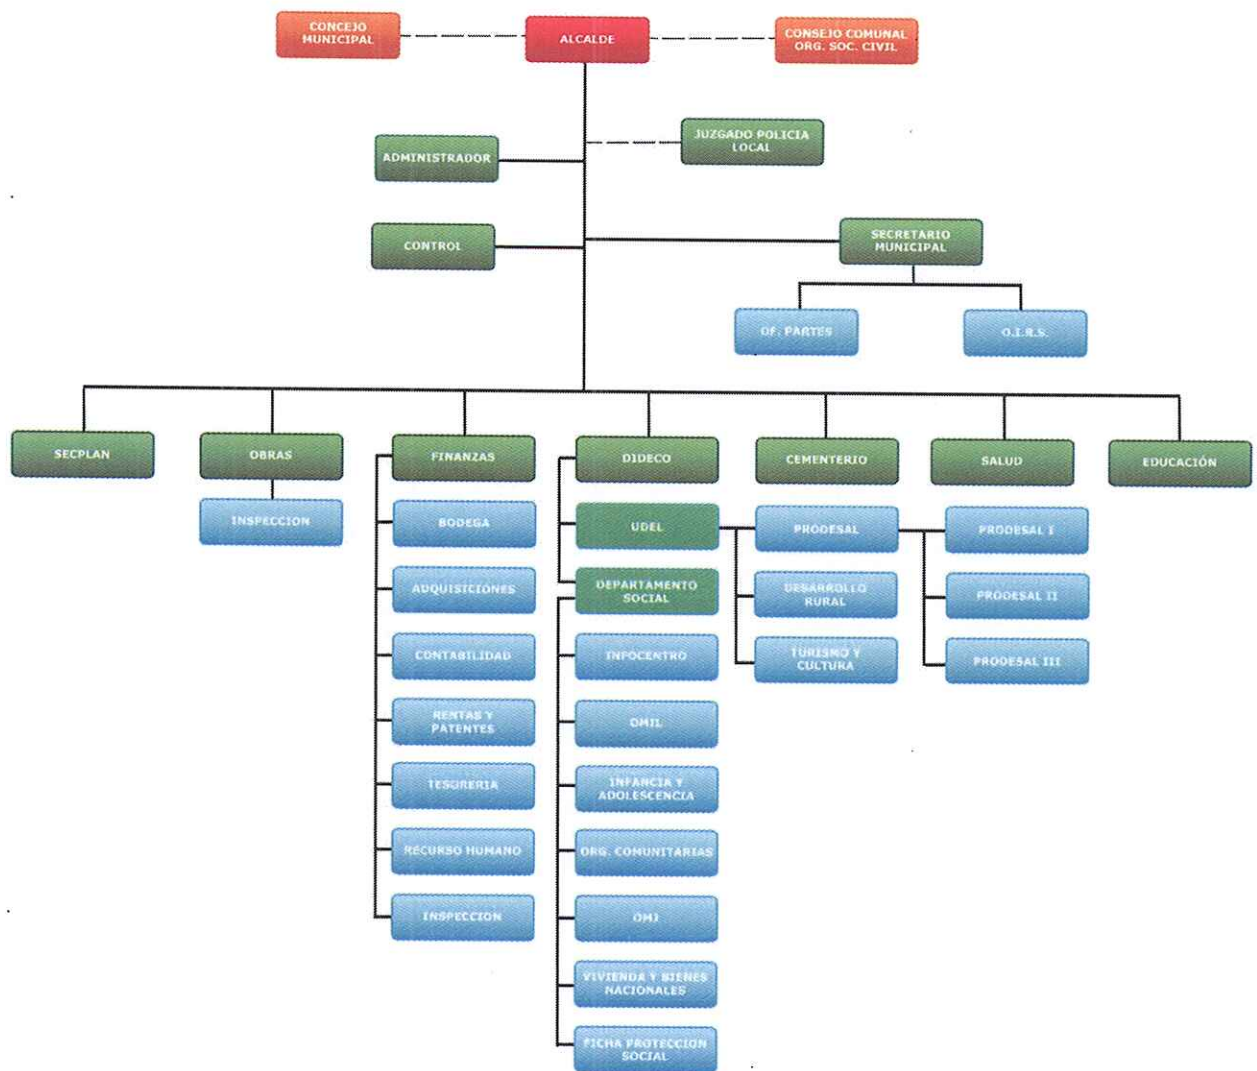 CONCEJO
MUNICIPAL
ALCALDE
CONSEJO COMUNAL
ORG. SOC. CIVIL
JUZGADO POLICIA
LOCAL
ADMINISTRADOR
CONTROL
SECRETARIO
MUNICIPAL
OF. PARTES
O.I.R.S.
SECPLAN
OBRAS
FINANZAS
DIDECO
CEMENTERIO
SALUD
EDUCACIÓN
INSPECCION
BODEGA
UDEL
PRODESAL
PRODESAL I
ADQUISICIONES
DEPARTAMENTO
SOCIAL
DESARROLLO
RURAL
PRODESAL II
CONTABILIDAD
INFOCENTRO
TURISMO Y
CULTURA
PRODESAL III
RENTAS Y
PATENTES
OMIL
TESORERIA
INFANCIA Y
ADOLESCENCIA
RECURSO HUMANO
ORG. COMUNITARIAS
INSPECCION
OMJ
VIVIENDA Y BIENES
NACIONALES
FICHA PROTECCION
SOCIAL